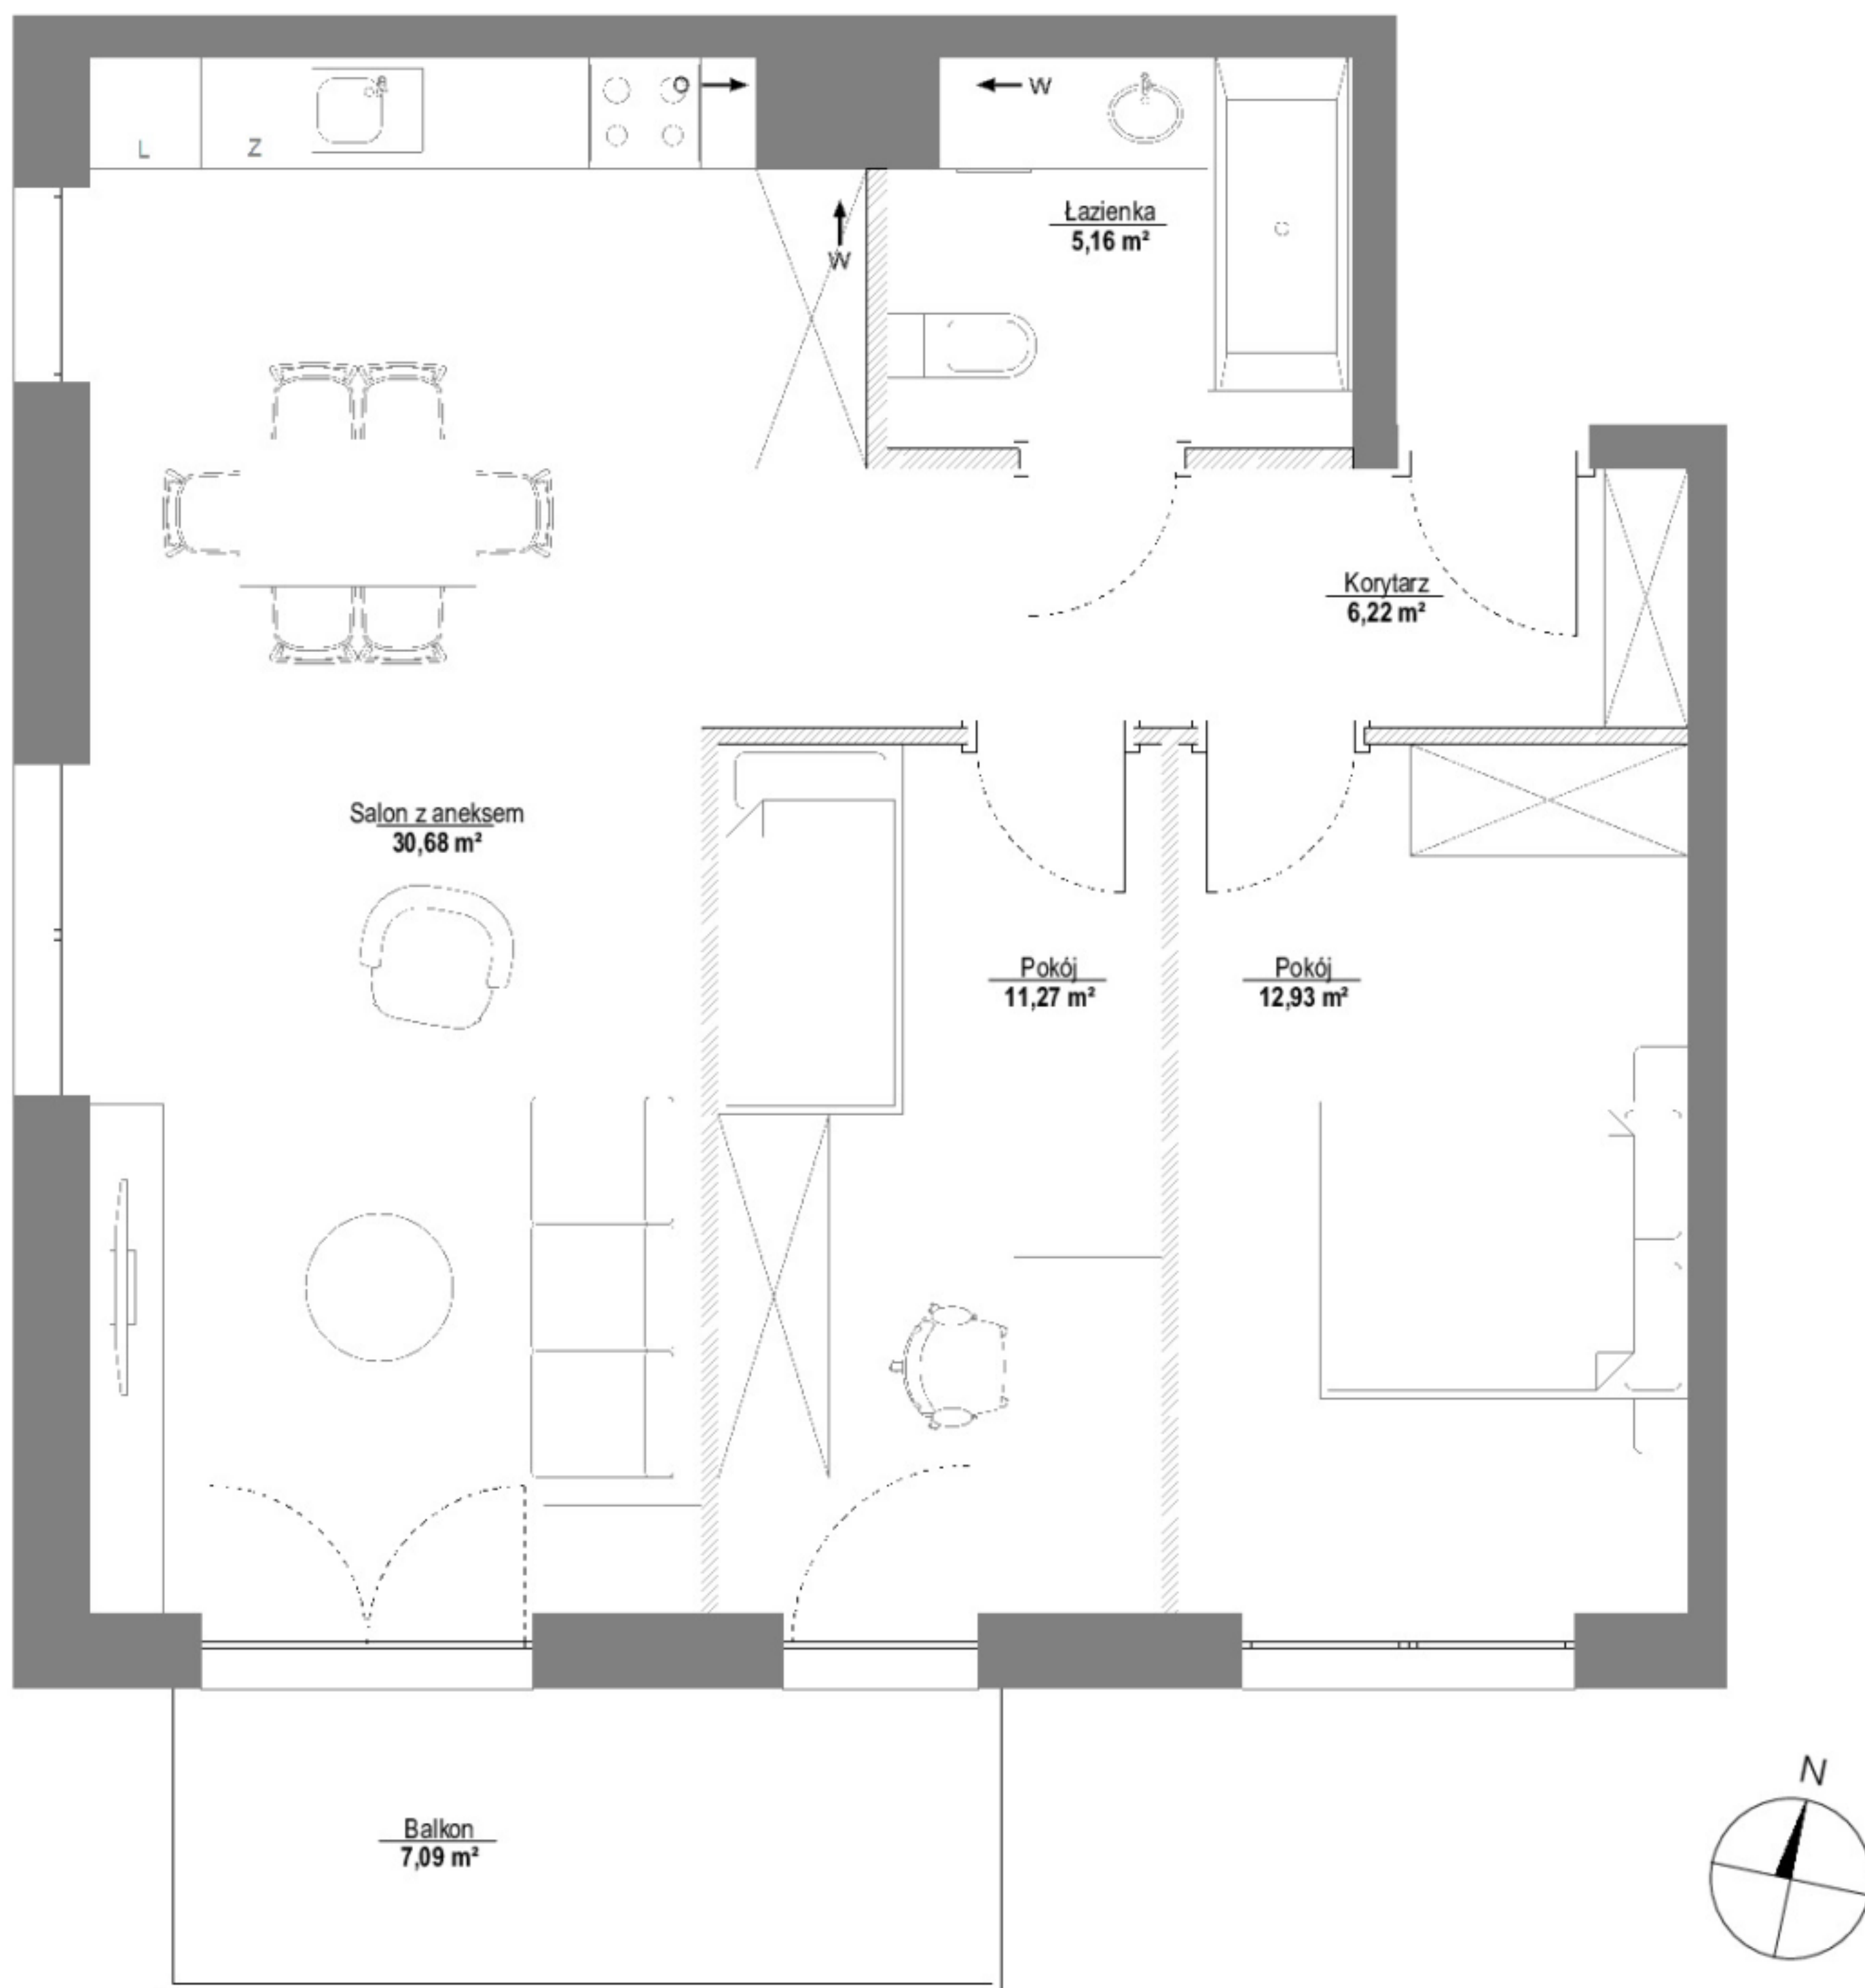 L
Z
O
W
W
Łazienka
5,16 m²
Korytarz
6,22 m²
Salon z aneksem
30,68 m²
Pokój
11,27 m²
Pokój
12,93 m²
Balkon
7,09 m²
N